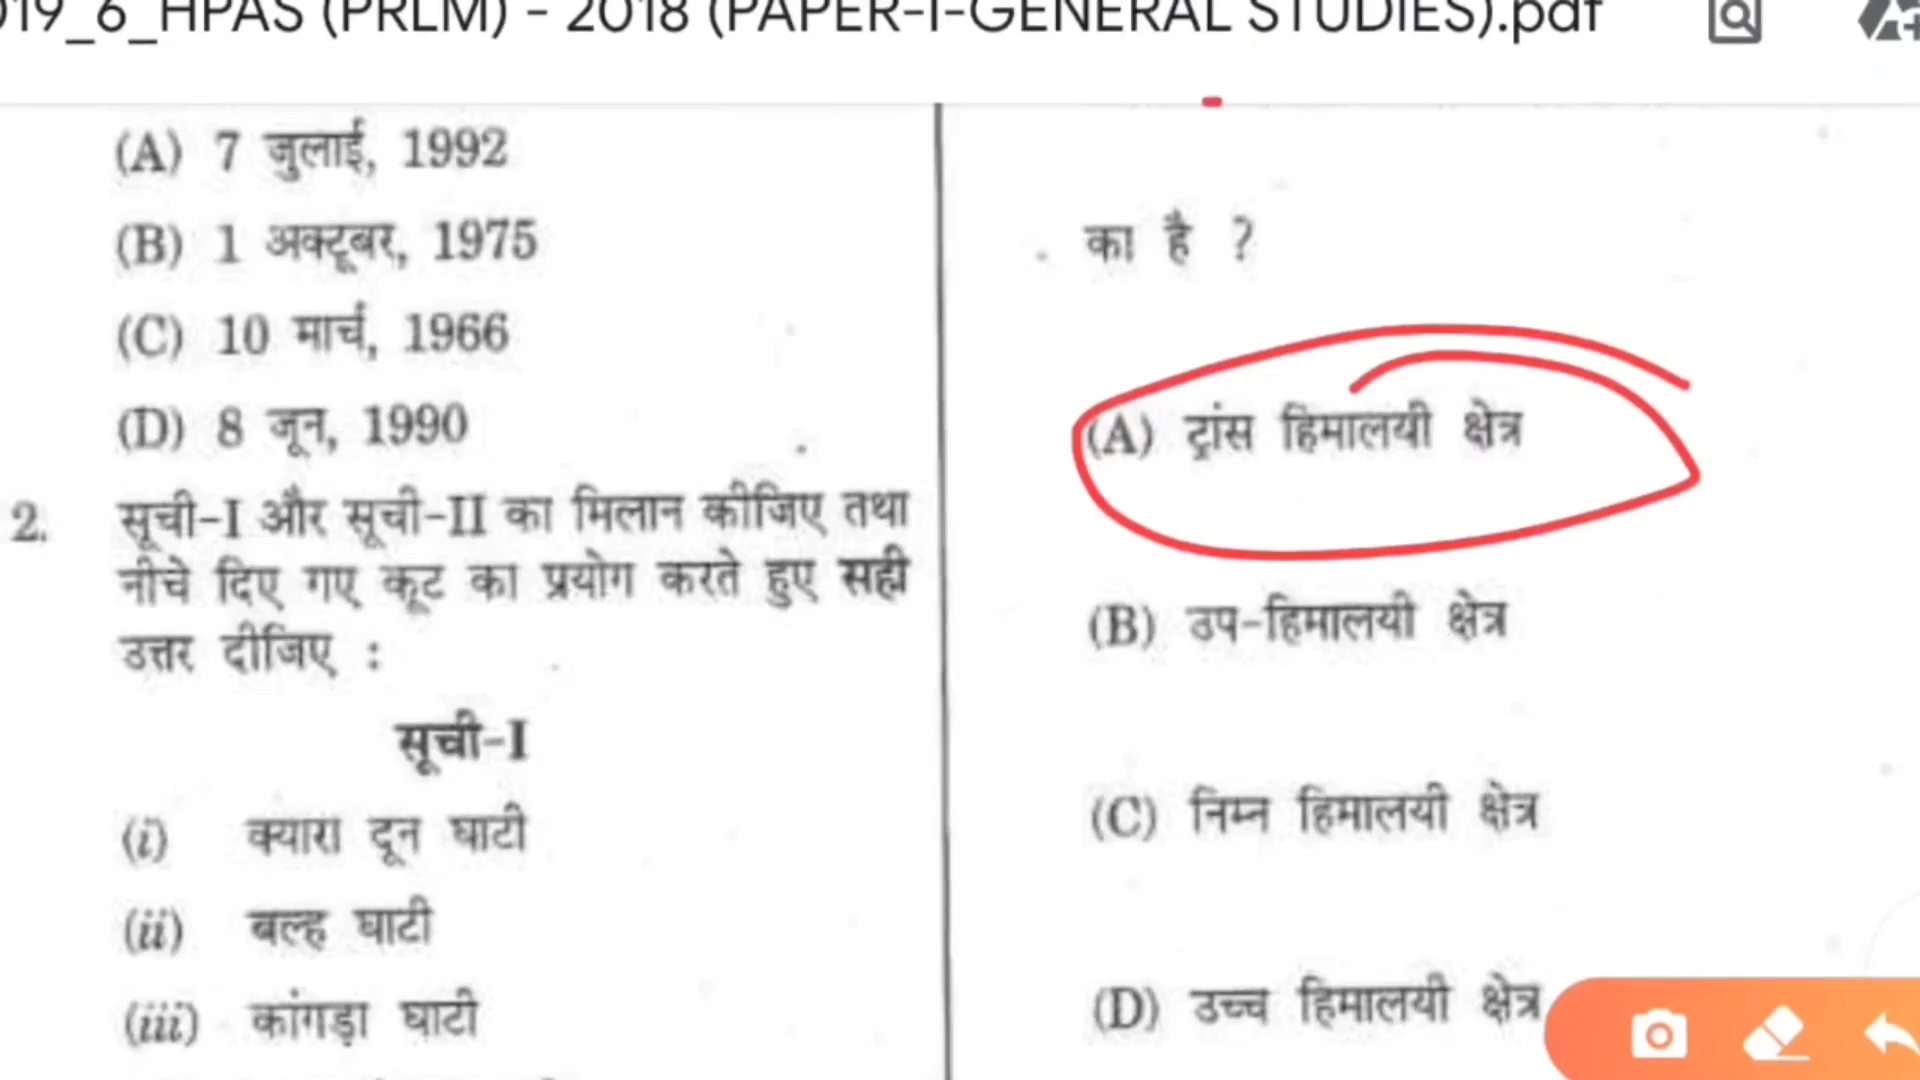 019_6_HPAS (PRLM) - 2018 (PAPER-I-GENERAL STUDIES).pdf
(A) 7 जुलाई, 1992
(B) 1 अक्टूबर, 1975
(C) 10 मार्च, 1966
(D) 8 जून, 1990
2. सूची-I और सूची-II का मिलान कीजिए तथा
नीचे दिए गए कूट का प्रयोग करते हुए सही
उत्तर दीजिए :
सूची-I
(i) क्यारा दून घाटी
(ii) बल्ह घाटी
(iii) कांगड़ा घाटी
का है ?
(A) ट्रांस हिमालयी क्षेत्र
(B) उप-हिमालयी क्षेत्र
(C) निम्न हिमालयी क्षेत्र
(D) उच्च हिमालयी क्षेत्र